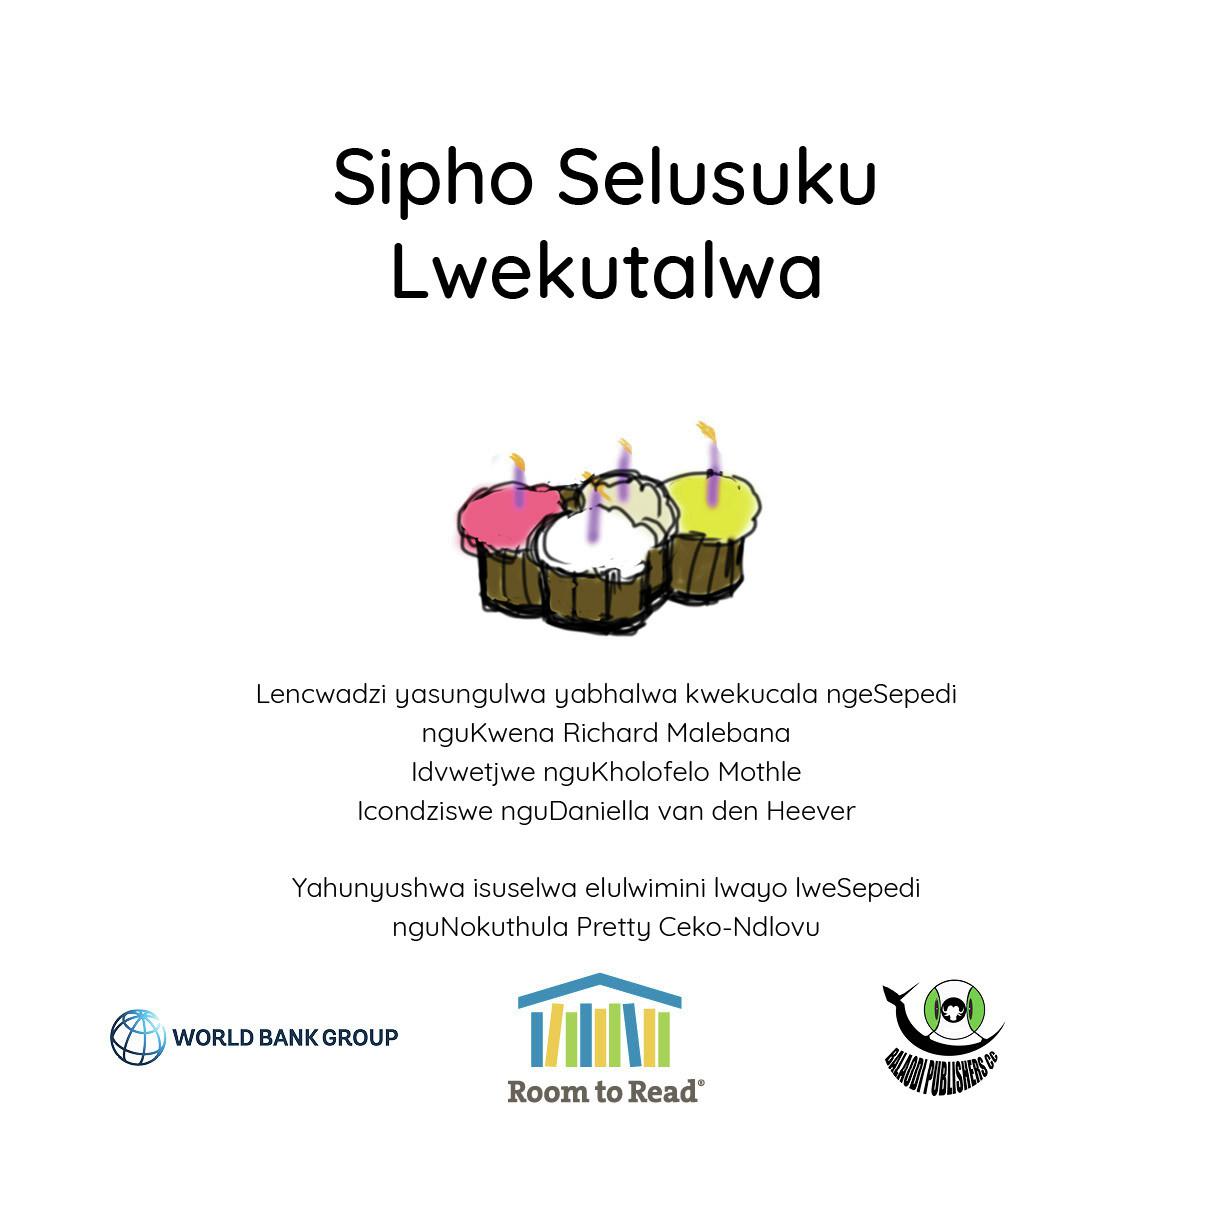 Sipho Selusuku
Lwekutalwa
Lencwadzi yasungulwa yabhalwa kwekucala ngeSepedi
nguKwena Richard Malebana
Idvwetjwe nguKholofelo Mothle
Icondziswe nguDaniella van den Heever
Yahunyushwa isuselwa elulwimini lwayo lweSepedi
nguNokuthula Pretty Ceko-Ndlovu
WORLD BANK GROUP
Room to Read®
BALAODI PUBLISHERS CC